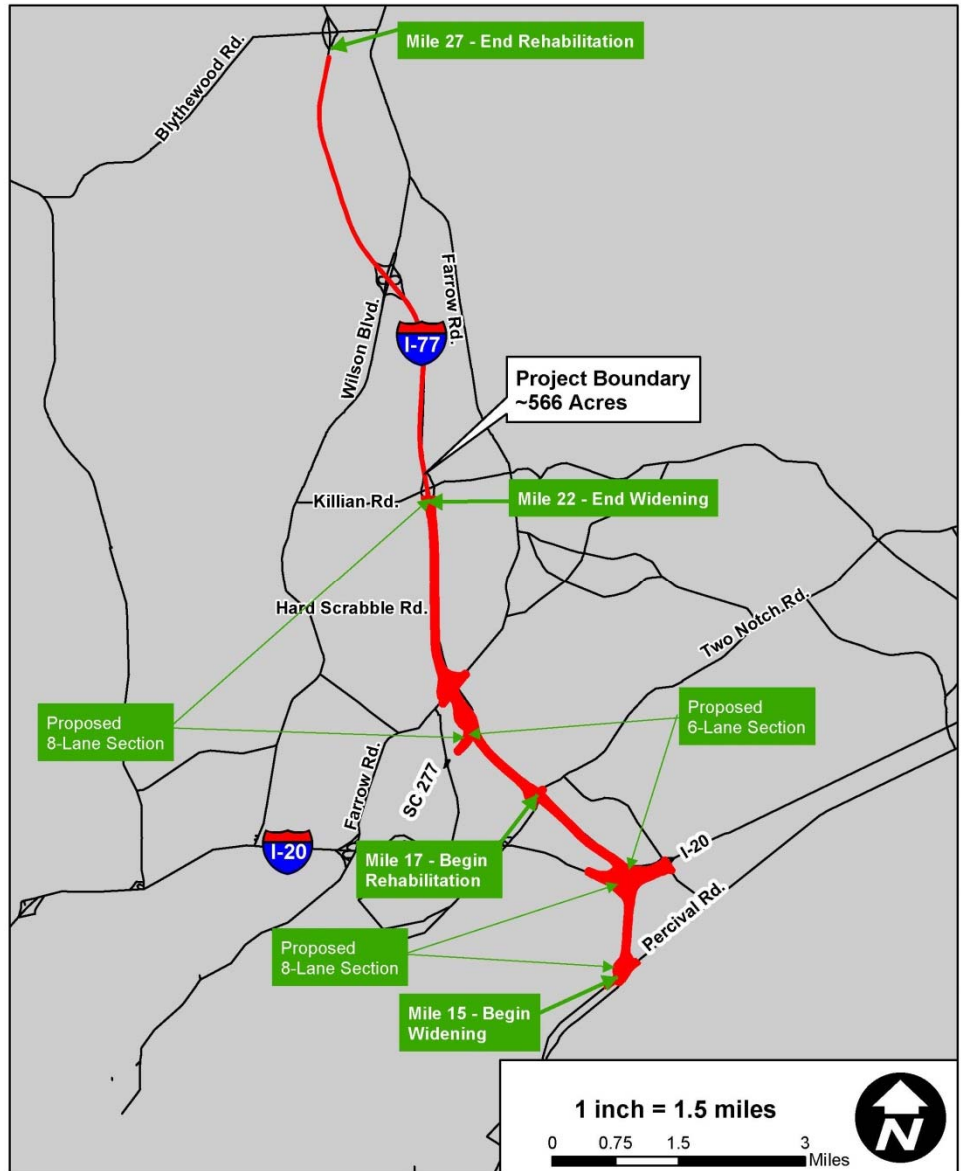 Mile 27 - End Rehabilitation
Blythewood Rd.
Farrow Rd.
Wilson Blvd.
I-77
Project Boundary
~566 Acres
Killian Rd.
Mile 22 - End Widening
Hard Scrabble Rd.
Two Notch Rd.
Proposed
8-Lane Section
Proposed
6-Lane Section
Farrow Rd.
SC 277
I-20
Mile 17 - Begin
Rehabilitation
I-20
Percival Rd.
Proposed
8-Lane Section
Mile 15 - Begin
Widening
1 inch = 1.5 miles
N
0 0.75 1.5 3
Miles